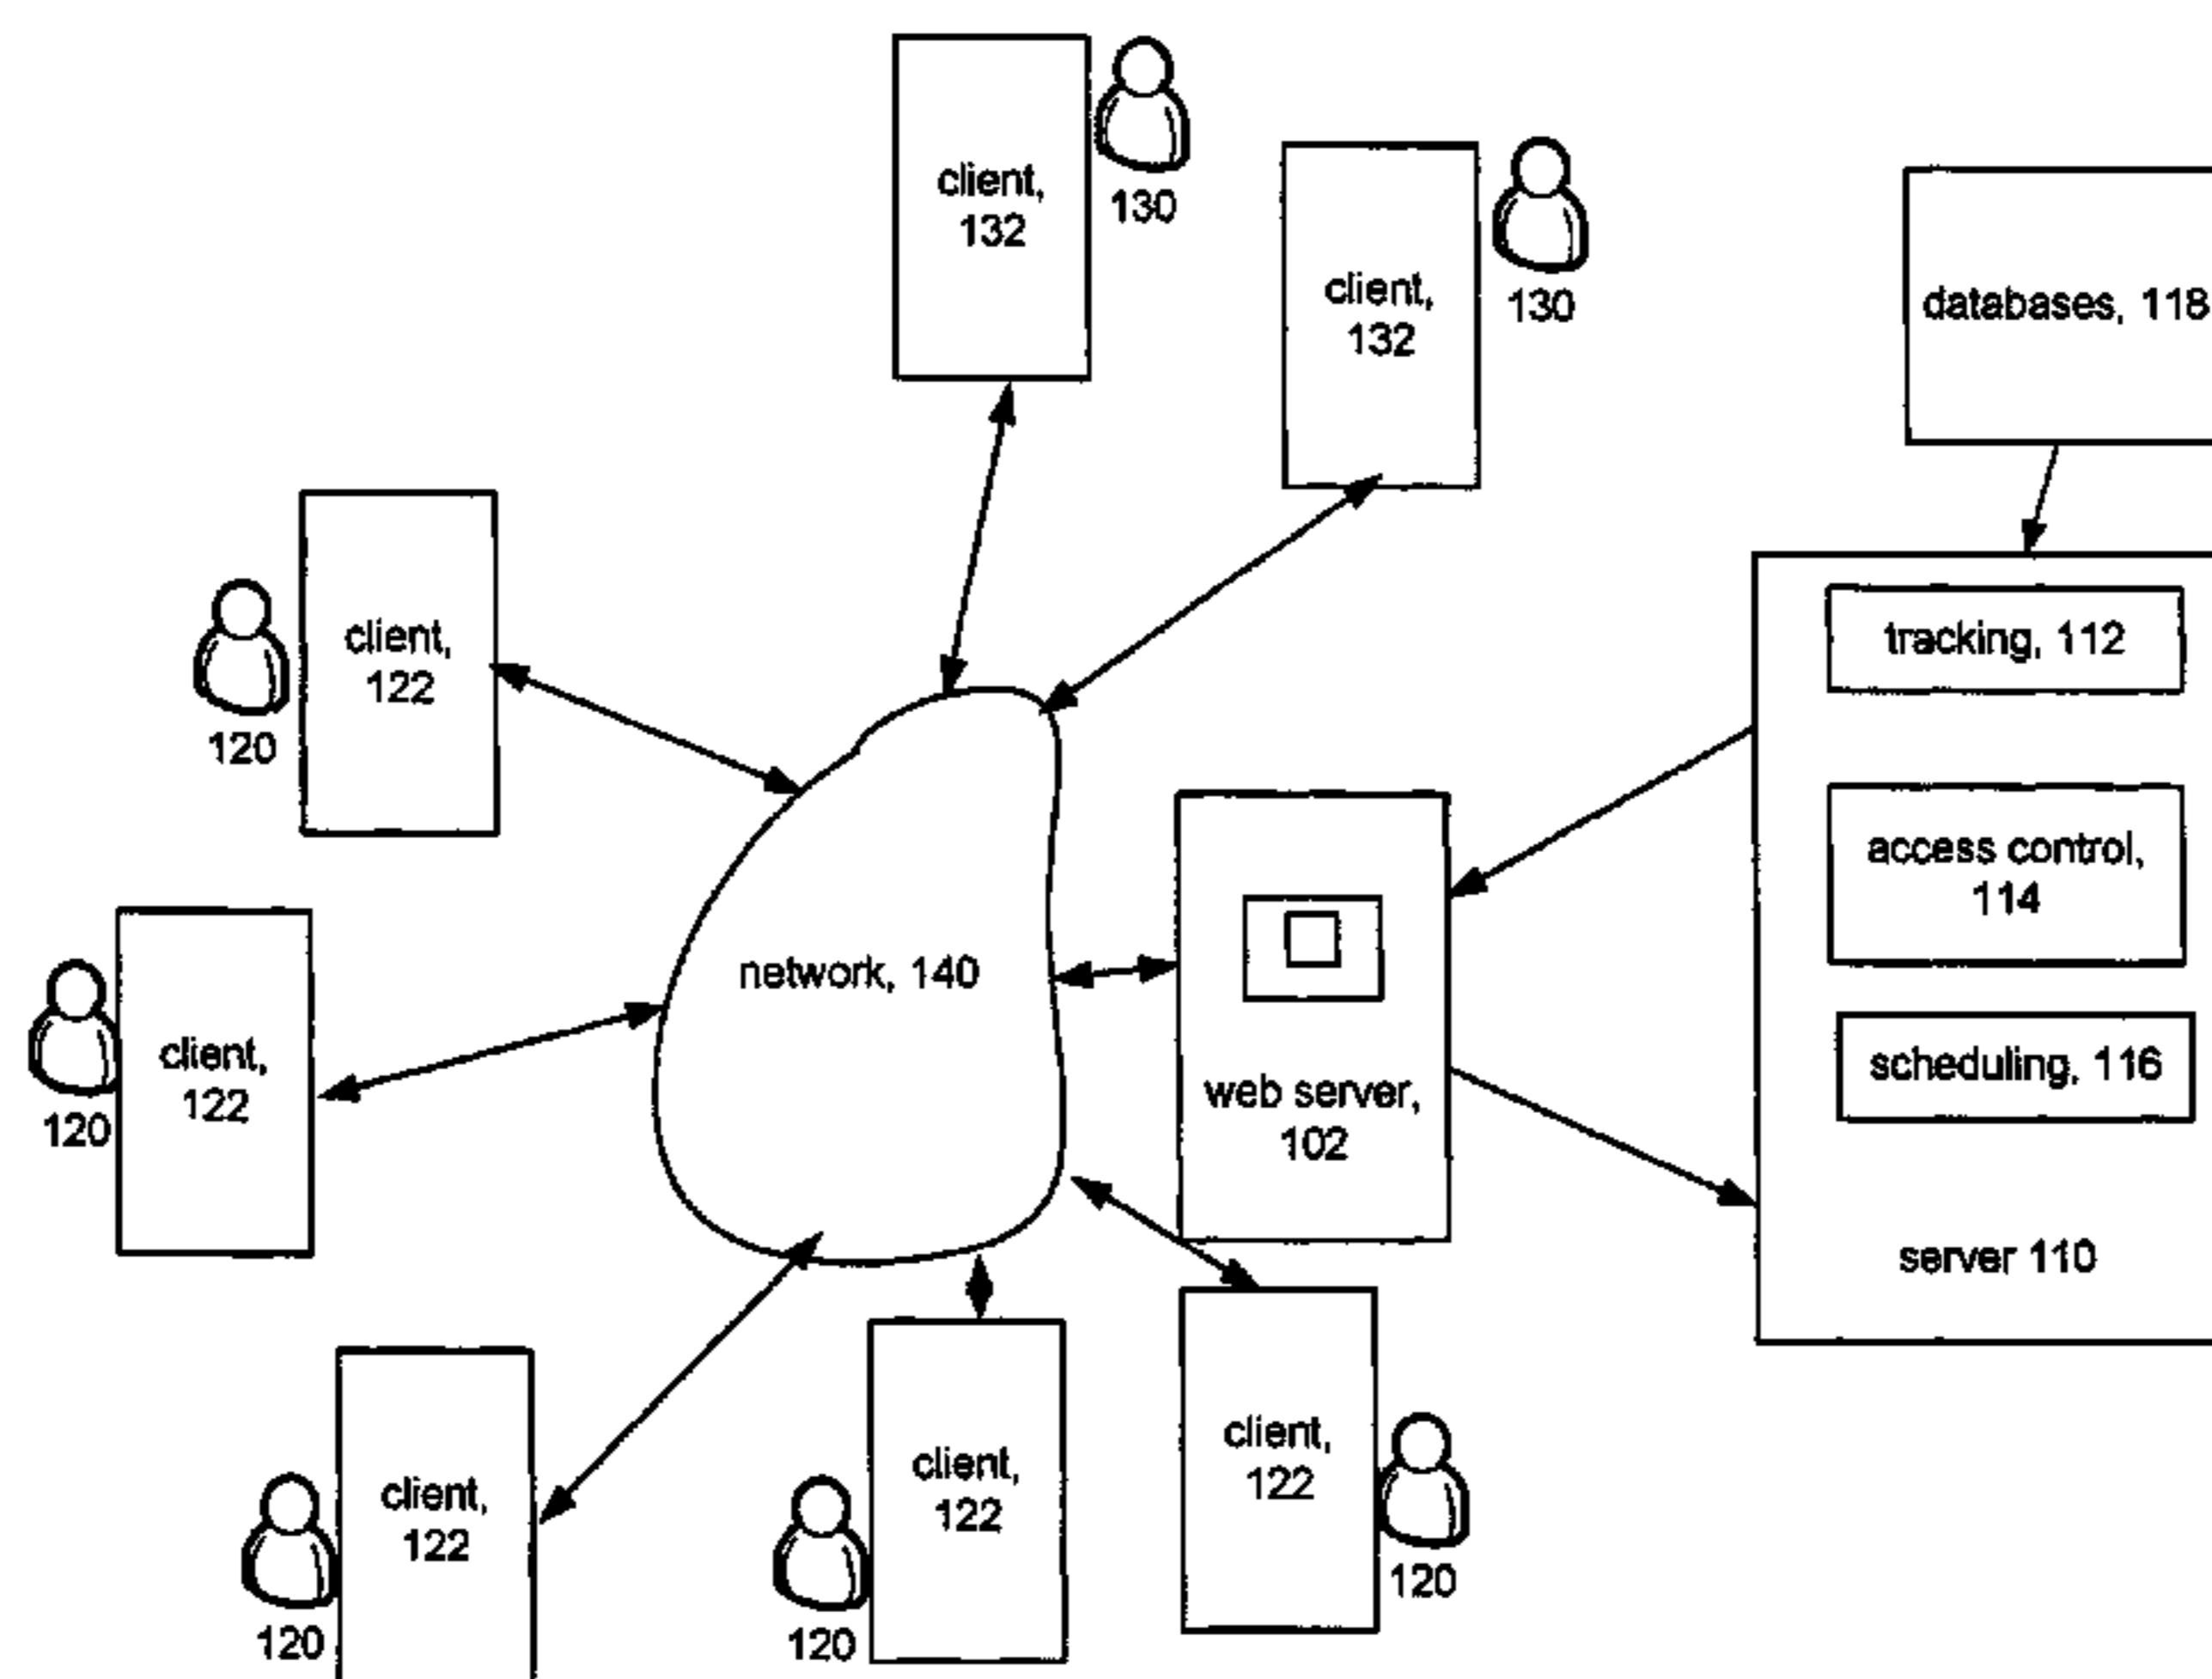 client,
132
130
client,
132
130
databases, 118
client,
122
120
tracking, 112
access control,
114
scheduling, 116
server 110
network, 140
web server,
102
client,
122
120
client,
122
120
client,
122
120
client,
122
120